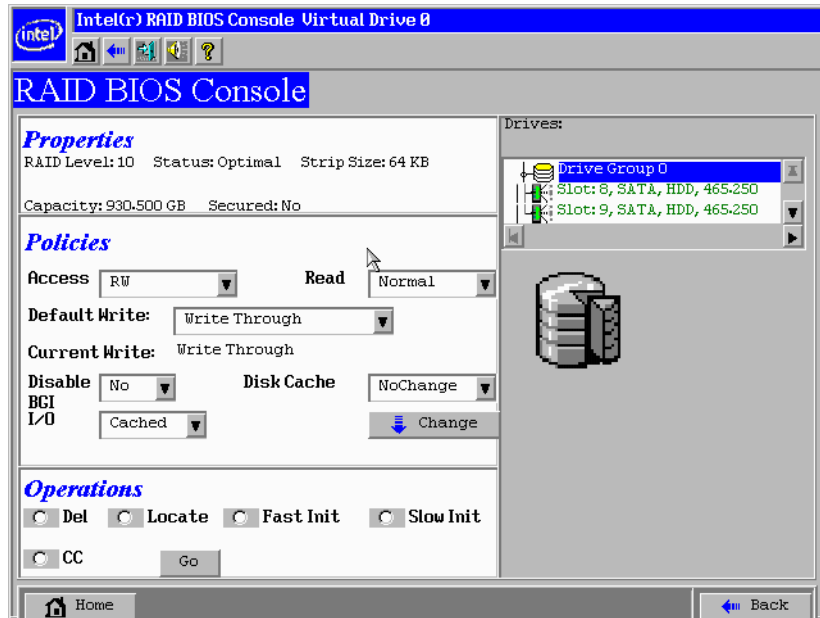 Intel(r) RAID BIOS Console Virtual Drive 0
intel
?
RAID BIOS Console
Properties
RAID Level: 10 Status: Optimal Strip Size: 64 KB
Capacity: 930.500 GB Secured: No
Policies
Access RW Read Normal
Default Write: Write Through
Current Write: Write Through
Disable BGI No Disk Cache NoChange
I/O Cached Change
Operations
Del Locate Fast Init Slow Init
CC Go
Drives:
Drive Group 0
Slot: 8, SATA, HDD, 465.250
Slot: 9, SATA, HDD, 465.250
Home Back